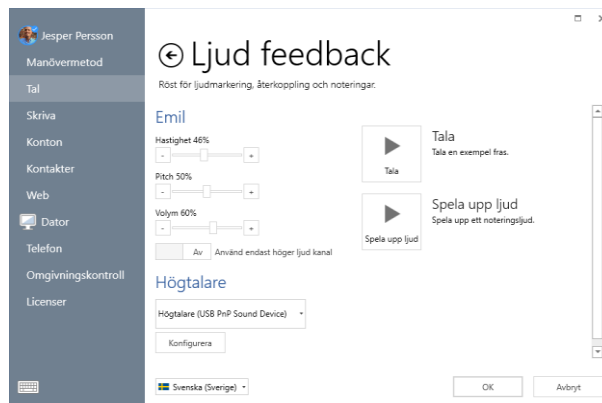 Jesper Persson
Manövermetod
Tal
Skriva
Konton
Kontakter
Web
Dator
Telefon
Omgivningskontroll
Licenser
Ljud feedback
Röst för ljudmarkering, återkoppling och noteringar.
Emil
Hastighet 46%
- +
Pitch 50%
- +
Volym 60%
- +
Av Använd endast höger ljud kanal
Högtalare
Högtalare (USB PnP Sound Device)
Konfigurera
Tala
Tala
Tala en exempel fras.
Spela upp ljud
Spela upp ljud
Spela upp ett noteringsljud.
Svenska (Sverige)
OK
Avbryt